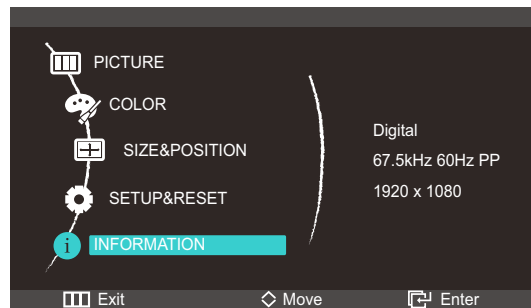 PICTURE
COLOR
SIZE&POSITION
SETUP&RESET
i INFORMATION
Digital
67.5kHz 60Hz PP
1920 x 1080
Exit Move Enter